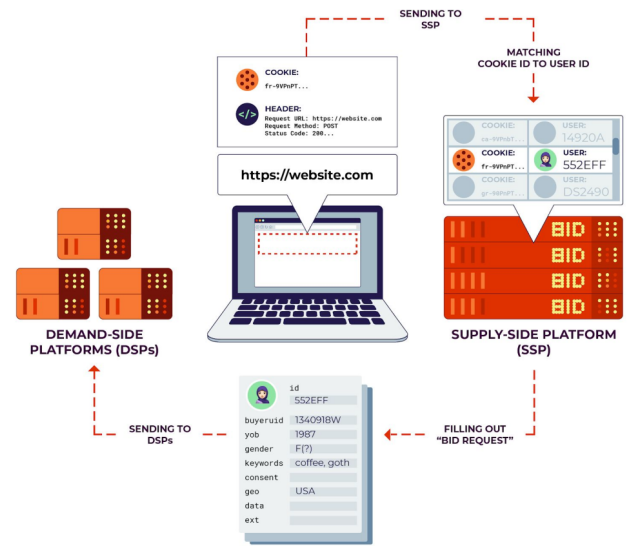 SENDING TO
SSP
MATCHING
COOKIE ID TO USER ID
COOKIE:
fr-9VPnPT...
HEADER:
Request URL: https://website.com
Request Method: POST
Status Code: 200...
https://website.com
COOKIE:
USER:
14920A
COOKIE:
fr-9VPnPT...
USER:
552EFF
COOKIE:
USER:
DS2490
BID
BID
BID
BID
DEMAND-SIDE
PLATFORMS (DSPs)
SUPPLY-SIDE PLATFORM
(SSP)
SENDING TO
DSPs
FILLING OUT
“BID REQUEST”
id
552EFF
buyeruid 1340918W
yob 1987
gender F(?)
keywords coffee, goth
consent
geo USA
data
ext